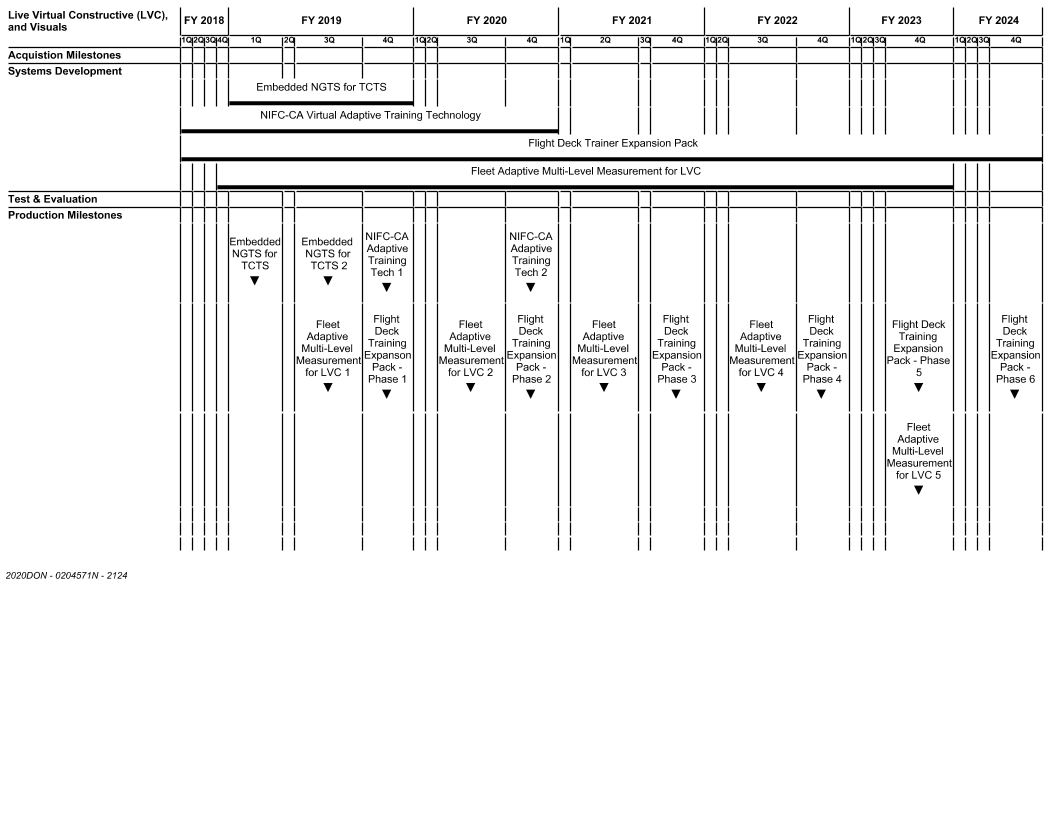 Live Virtual Constructive (LVC),
and Visuals
FY 2018 FY 2019 FY 2020 FY 2021 FY 2022 FY 2023 FY 2024
1Q 2Q 3Q 4Q 1Q 2Q 3Q 4Q 1Q 2Q 3Q 4Q 1Q 2Q 3Q 4Q 1Q 2Q 3Q 4Q 1Q 2Q 3Q 4Q 1Q 2Q 3Q 4Q
Acquistion Milestones
Systems Development
Embedded NGTS for TCTS
NIFC-CA Virtual Adaptive Training Technology
Flight Deck Trainer Expansion Pack
Fleet Adaptive Multi-Level Measurement for LVC
Test & Evaluation
Production Milestones
Embedded
NGTS for
TCTS
Embedded
NGTS for
TCTS 2
NIFC-CA
Adaptive
Training
Tech 1
NIFC-CA
Adaptive
Training
Tech 2
Fleet
Adaptive
Multi-Level
Measurement
for LVC 1
Flight
Deck
Training
Expanson
Pack -
Phase 1
Fleet
Adaptive
Multi-Level
Measurement
for LVC 2
Flight
Deck
Training
Expansion
Pack -
Phase 2
Fleet
Adaptive
Multi-Level
Measurement
for LVC 3
Flight
Deck
Training
Expansion
Pack -
Phase 3
Fleet
Adaptive
Multi-Level
Measurement
for LVC 4
Flight
Deck
Training
Expansion
Pack -
Phase 4
Flight Deck
Training
Expansion
Pack - Phase
5
Flight
Deck
Training
Expansion
Pack -
Phase 6
Fleet
Adaptive
Multi-Level
Measurement
for LVC 5
2020DON - 0204571N - 2124